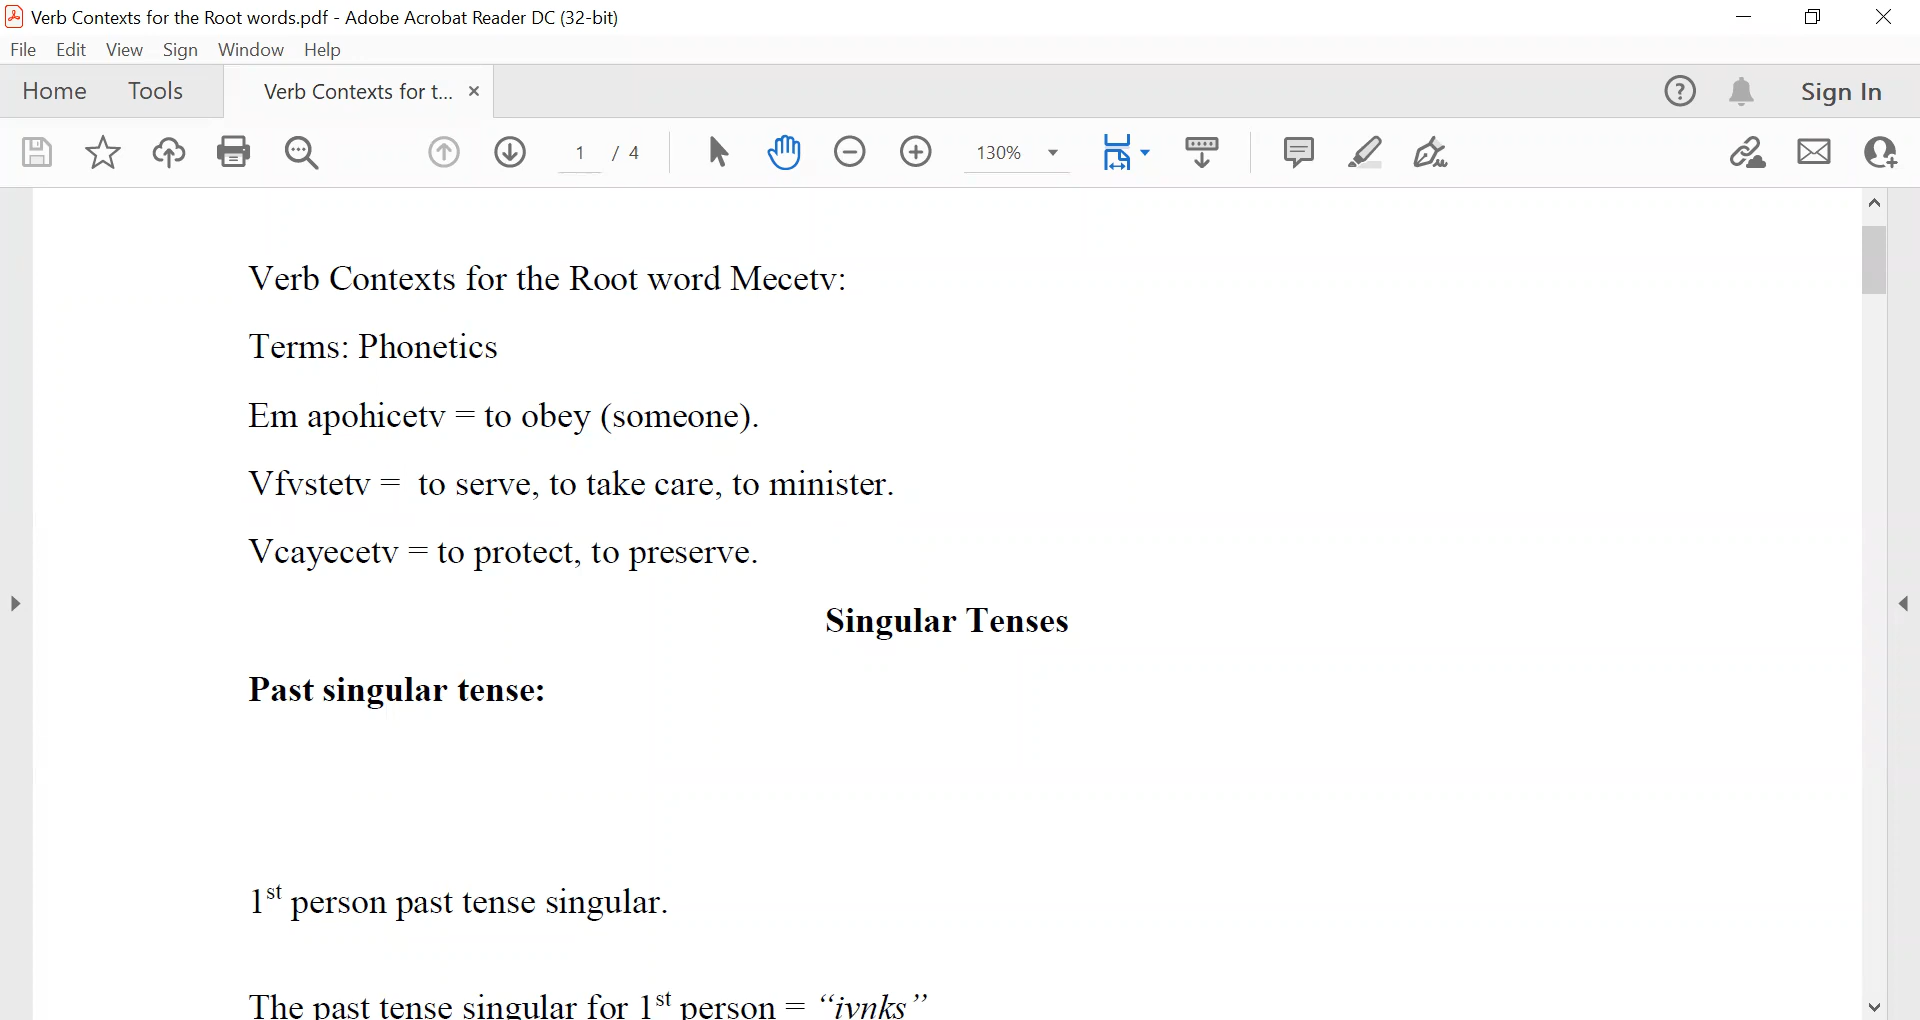 Verb Contexts for the Root words.pdf - Adobe Acrobat Reader DC (32-bit)
File Edit View Sign Window Help
Home Tools Verb Contexts for t... × Sign In
1 / 4 130%
Verb Contexts for the Root word Mecetv:
Terms: Phonetics
Em apohicetv = to obey (someone).
Vfvstetv = to serve, to take care, to minister.
Vcayecetv = to protect, to preserve.
Singular Tenses
Past singular tense:
1st person past tense singular.
The past tense singular for 1st person = “ivnks”